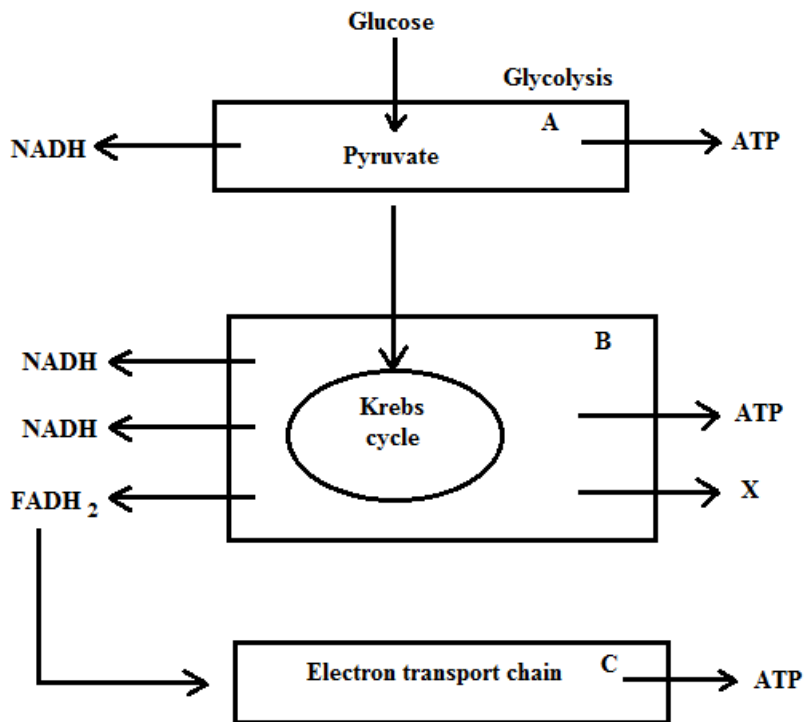 Glucose
Glycolysis
A
NADH
Pyruvate
ATP
B
NADH
Krebs
cycle
NADH
ATP
FADH 2
X
Electron transport chain
C
ATP